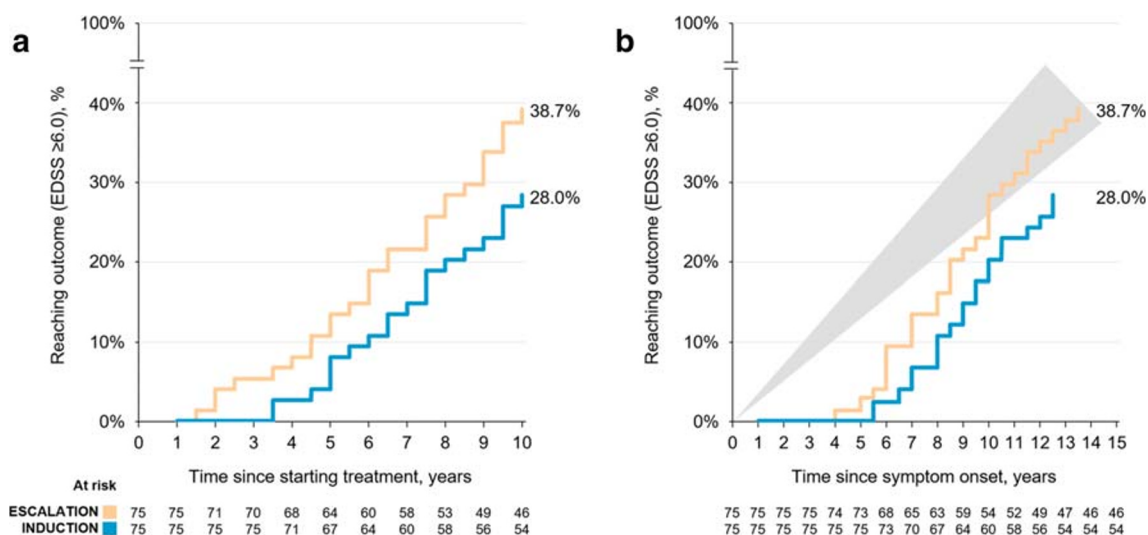 a
100%
40%
30%
20%
10%
0%
Reaching outcome (EDSS ≥6.0), %
38.7%
28.0%
0 1 2 3 4 5 6 7 8 9 10
Time since starting treatment, years
b
100%
40%
30%
20%
10%
0%
Reaching outcome (EDSS ≥6.0), %
38.7%
28.0%
0 1 2 3 4 5 6 7 8 9 10 11 12 13 14 15
Time since symptom onset, years
At risk
ESCALATION 75 75 71 70 68 64 60 58 53 49 46 75 75 75 75 74 73 68 65 63 59 54 52 49 47 46 46
INDUCTION 75 75 75 75 71 67 64 60 58 56 54 75 75 75 75 75 73 70 67 67 64 60 58 56 54 54 54